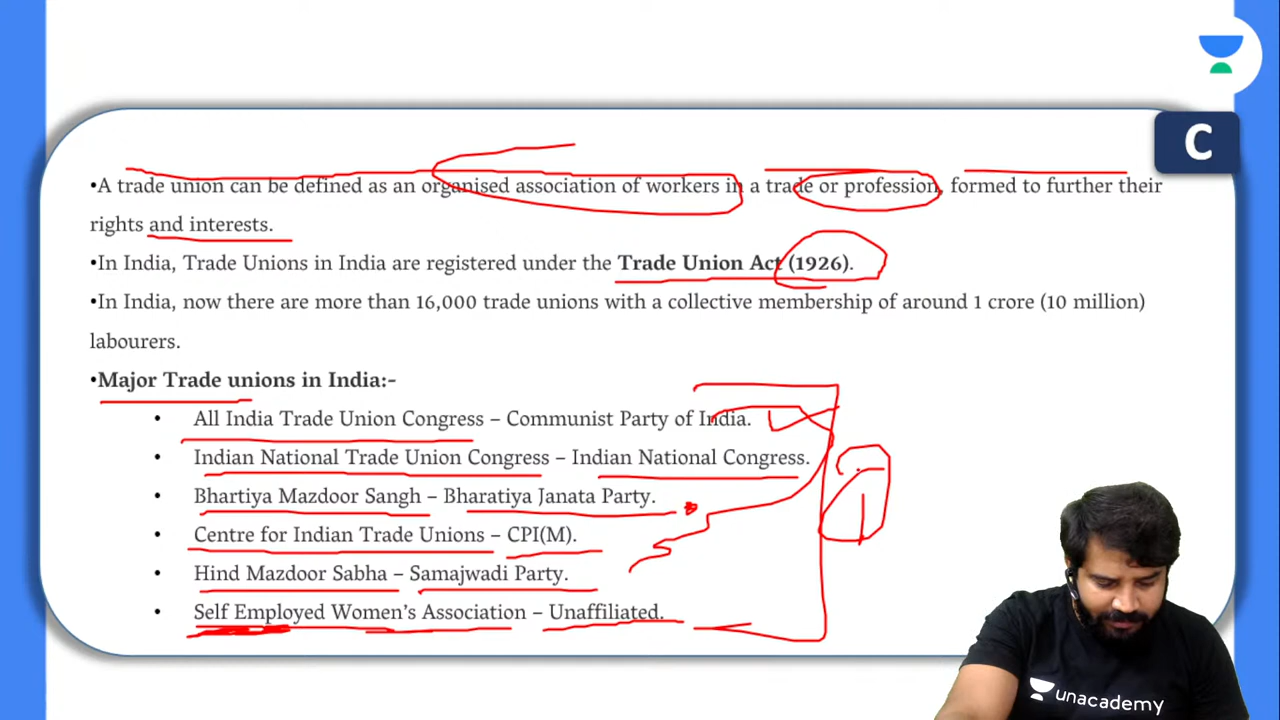 C
•A trade union can be defined as an organised association of workers in a trade or profession, formed to further their
rights and interests.
•In India, Trade Unions in India are registered under the Trade Union Act (1926).
•In India, now there are more than 16,000 trade unions with a collective membership of around 1 crore (10 million)
labourers.
•Major Trade unions in India:-
• All India Trade Union Congress – Communist Party of India.
• Indian National Trade Union Congress – Indian National Congress.
• Bhartiya Mazdoor Sangh – Bharatiya Janata Party.
• Centre for Indian Trade Unions – CPI(M).
• Hind Mazdoor Sabha – Samajwadi Party.
• Self Employed Women's Association – Unaffiliated.
unacademy